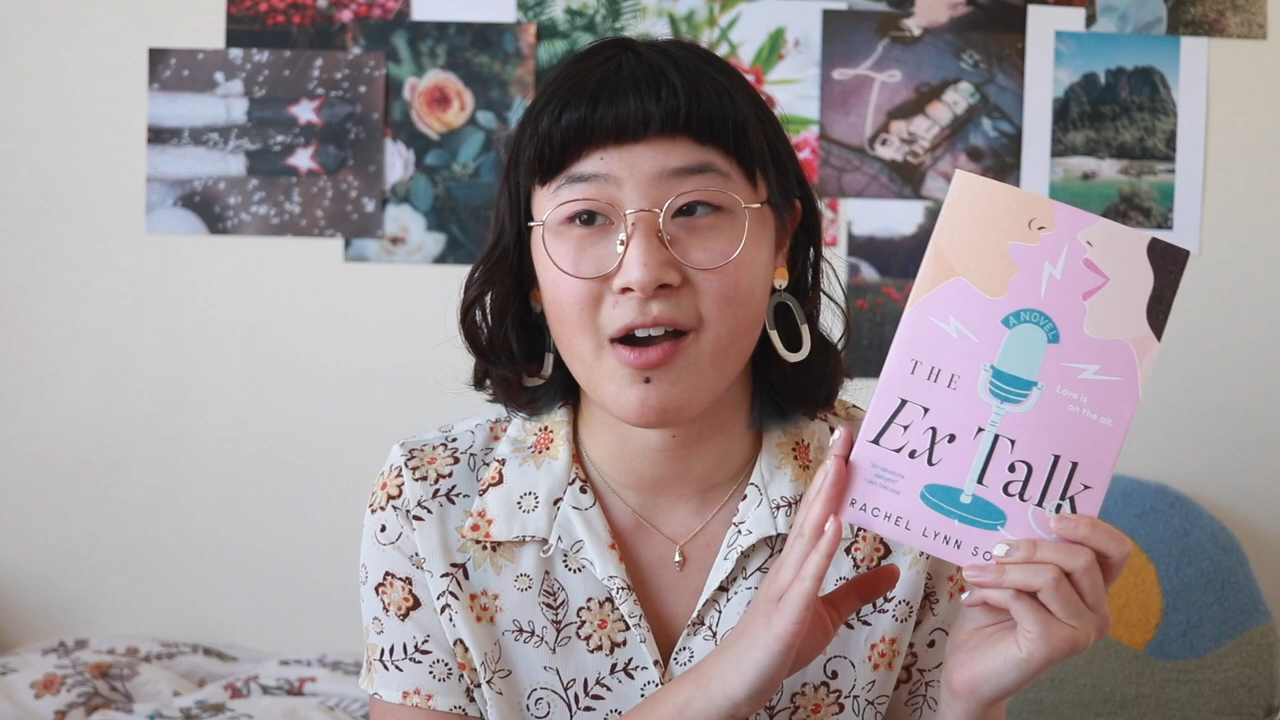 A NOVEL
Love is
on the air.
THE
Ex Talk
RACHEL LYNN SO